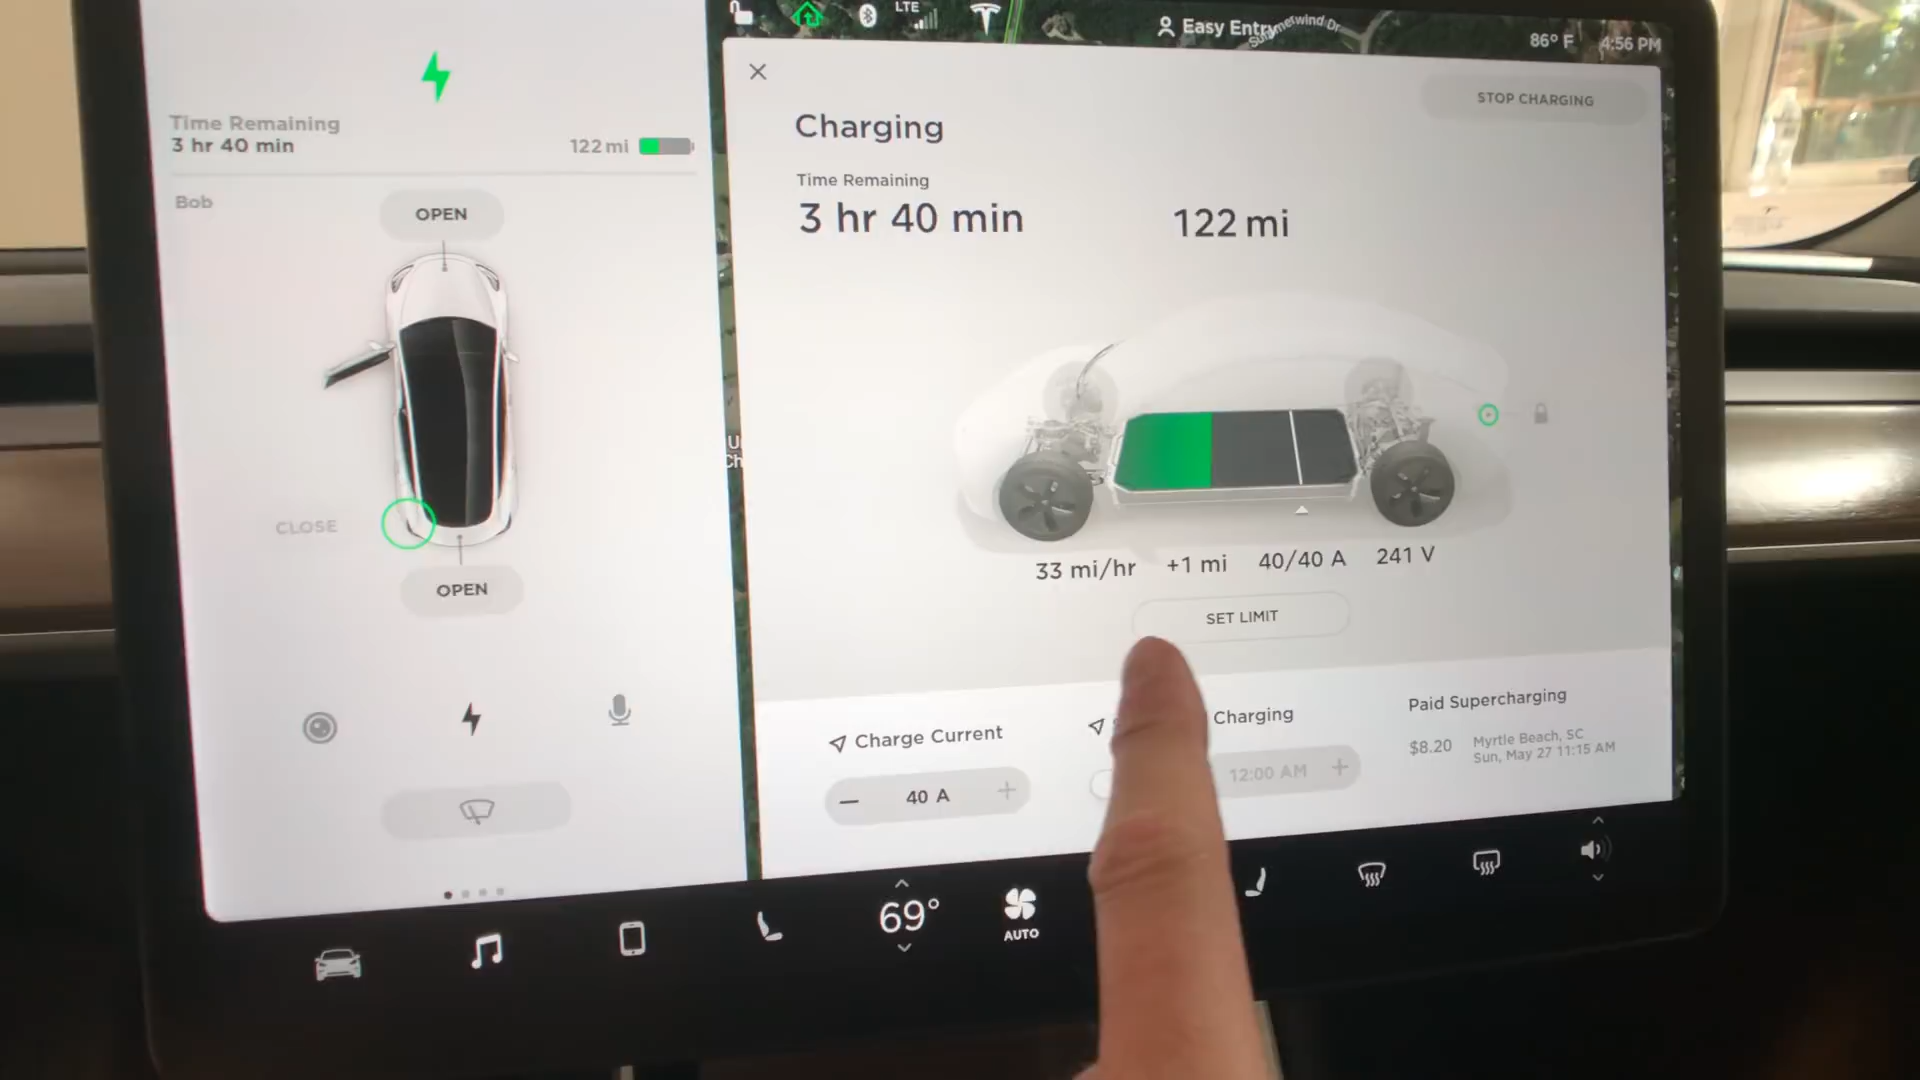 LTE
Easy Entry
86° F
4:56 PM
Time Remaining
3 hr 40 min
122 mi
Bob
OPEN
CLOSE
OPEN
STOP CHARGING
Charging
Time Remaining
3 hr 40 min
122 mi
33 mi/hr
+1 mi
40/40 A
241 V
SET LIMIT
Charge Current
40 A
Charging
12:00 AM
Paid Supercharging
$8.20
Myrtle Beach, SC
Sun, May 27 11:15 AM
69°
AUTO